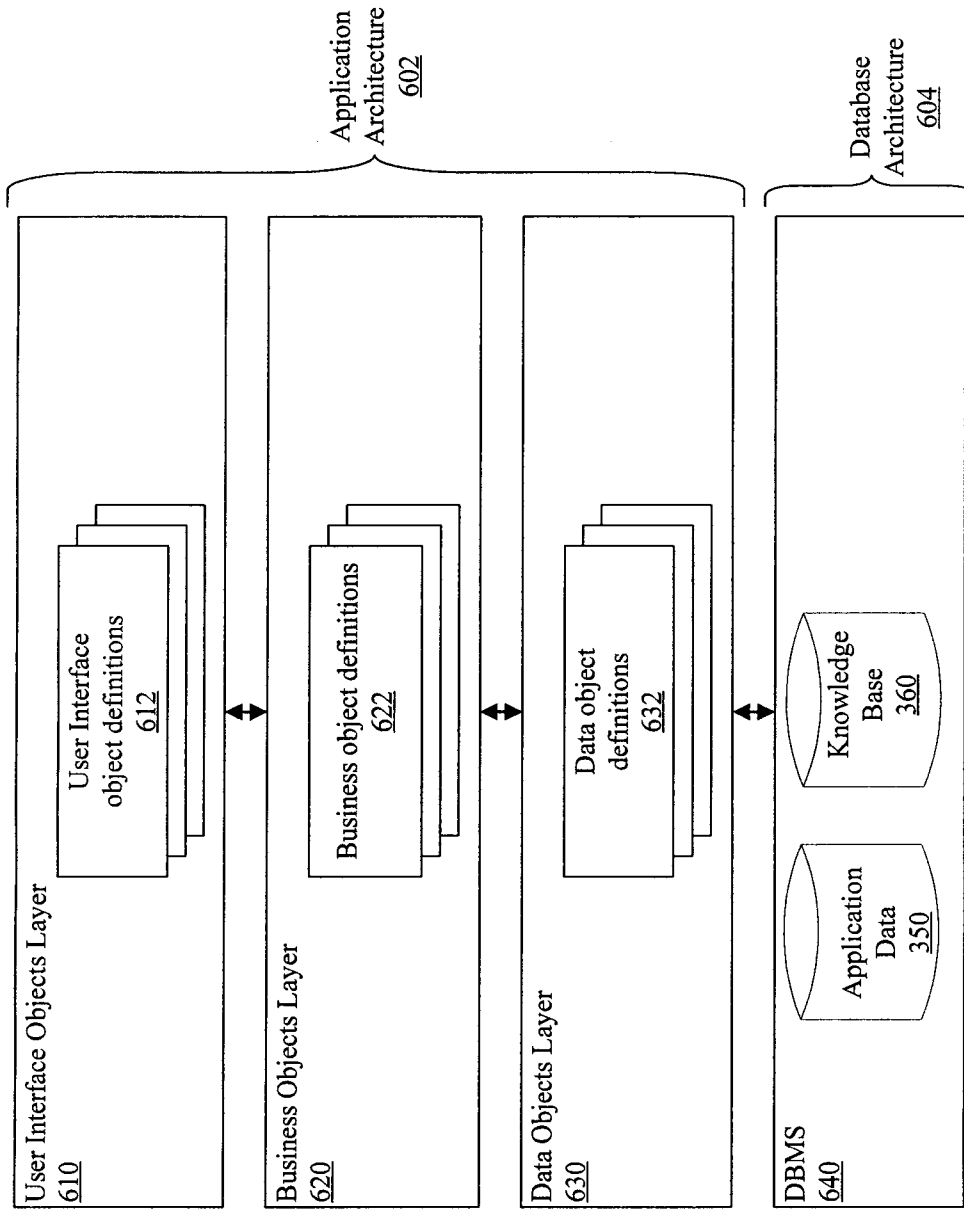 User Interface Objects Layer
610
User Interface
object definitions
612
Business Objects Layer
620
Business object definitions
622
Data Objects Layer
630
Data object
definitions
632
DBMS
640
Application
Data
350
Knowledge
Base
360
Application
Architecture
602
Database
Architecture
604